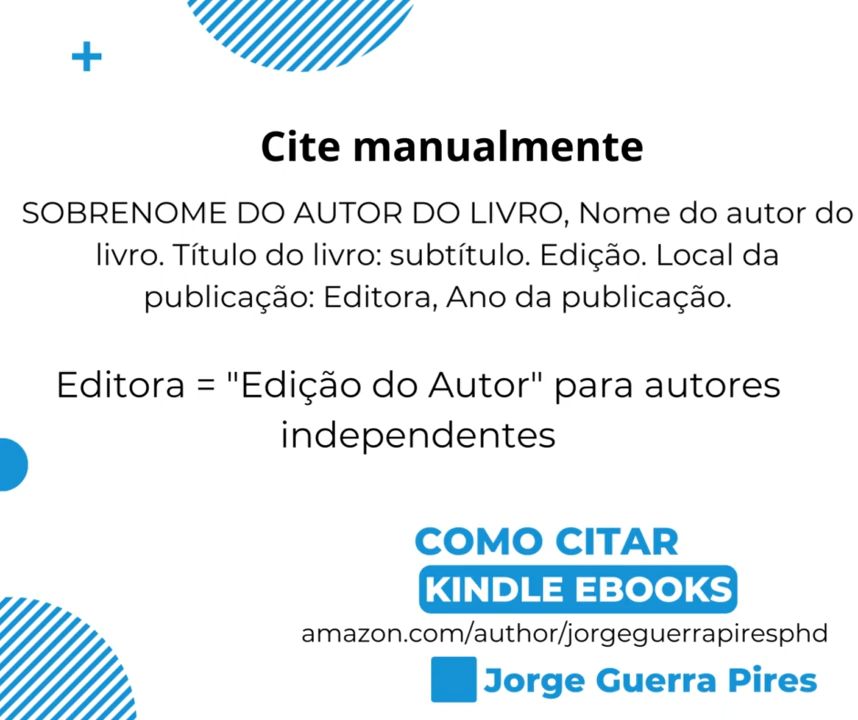 Cite manualmente
SOBRENOME DO AUTOR DO LIVRO, Nome do autor do
livro. Título do livro: subtítulo. Edição. Local da
publicação: Editora, Ano da publicação.
Editora = "Edição do Autor" para autores
independentes
COMO CITAR
KINDLE EBOOKS
amazon.com/author/jorgeguerrapiresphd
Jorge Guerra Pires